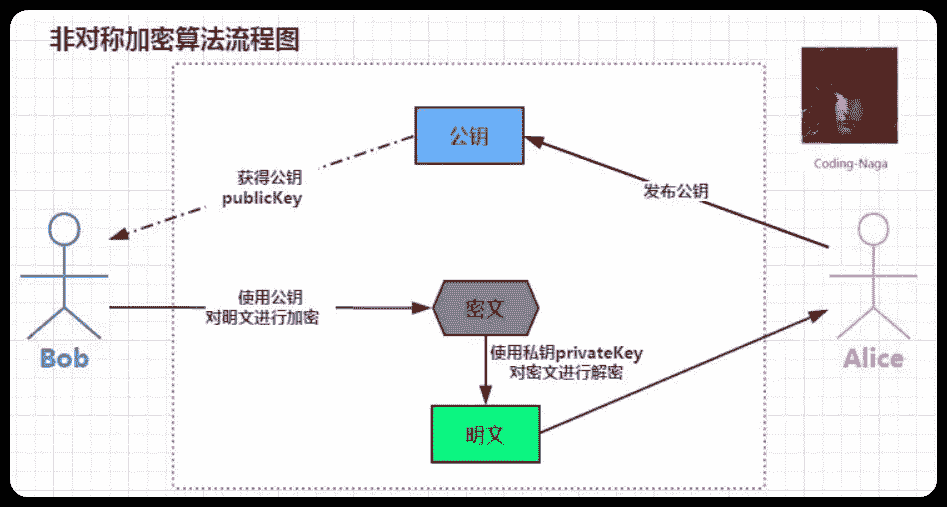 非对称加密算法流程图
公钥
Coding-Naga
获得公钥
publicKey
发布公钥
使用公钥
对明文进行加密
密文
使用私钥privateKey
对密文进行解密
Bob
Alice
明文